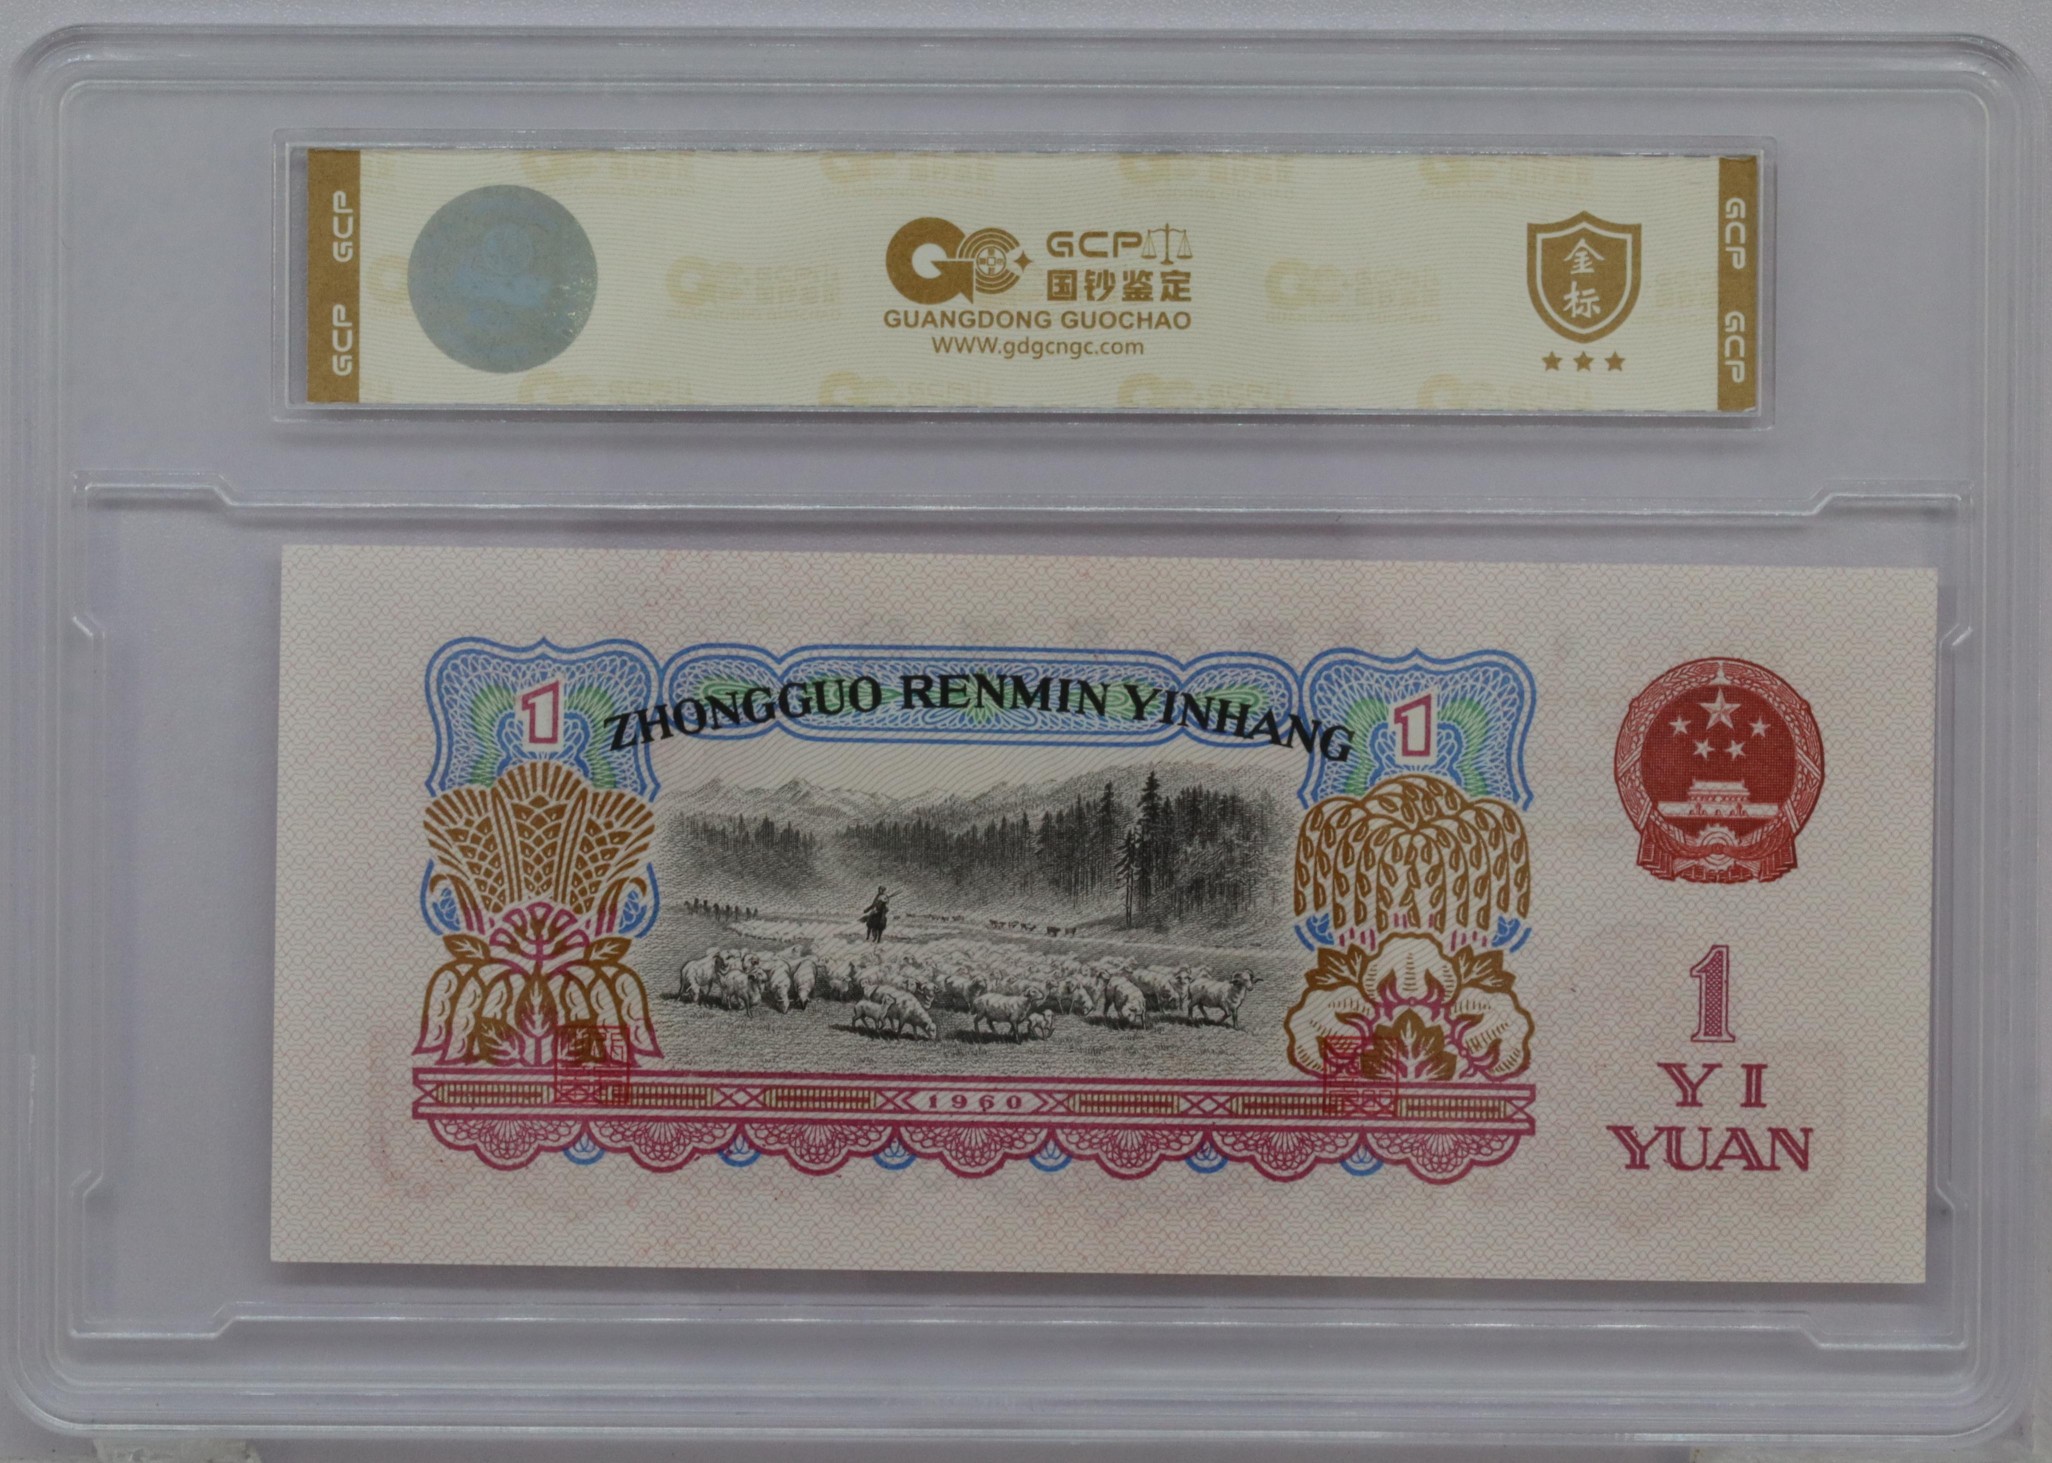 GCP GCP
GCP
国钞鉴定
GUANGDONG GUOCHAO
WWW.gdgcngc.com
金标
GCP GCP
1
ZHONGGUO RENMIN YINHANG
1
1960
1
YI
YUAN